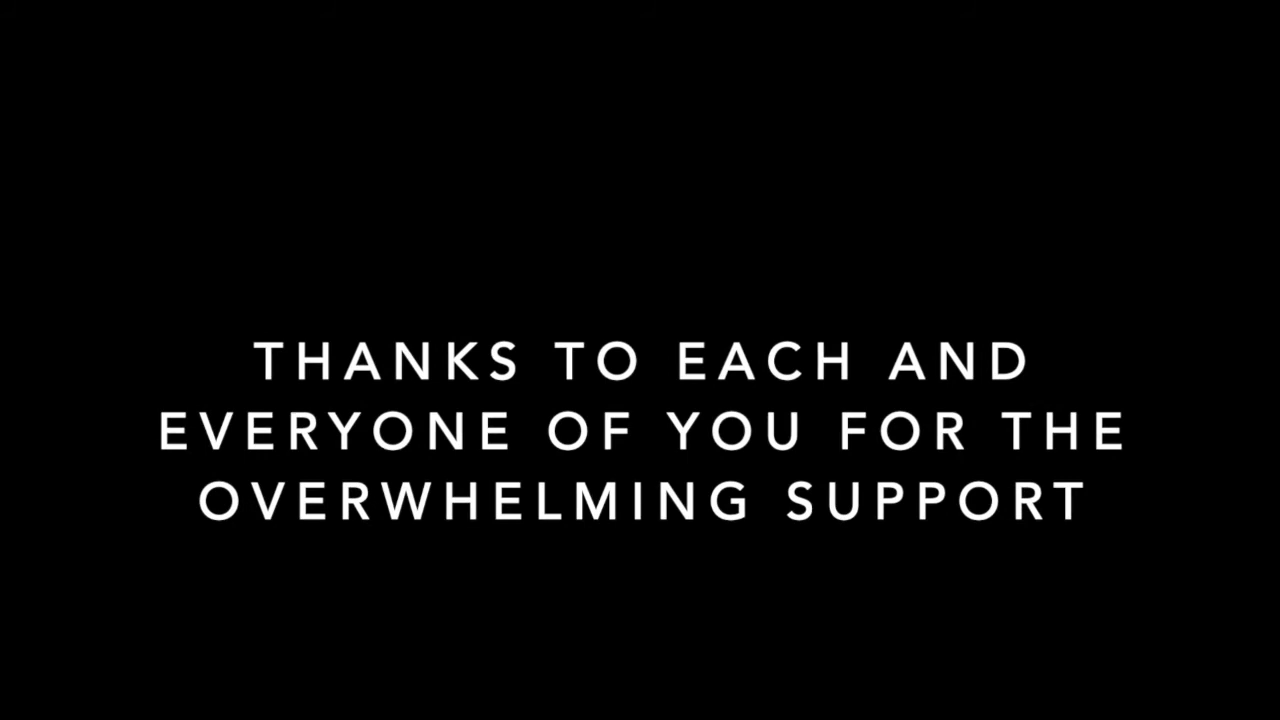 THANKS TO EACH AND
EVERYONE OF YOU FOR THE
OVERWHELMING SUPPORT